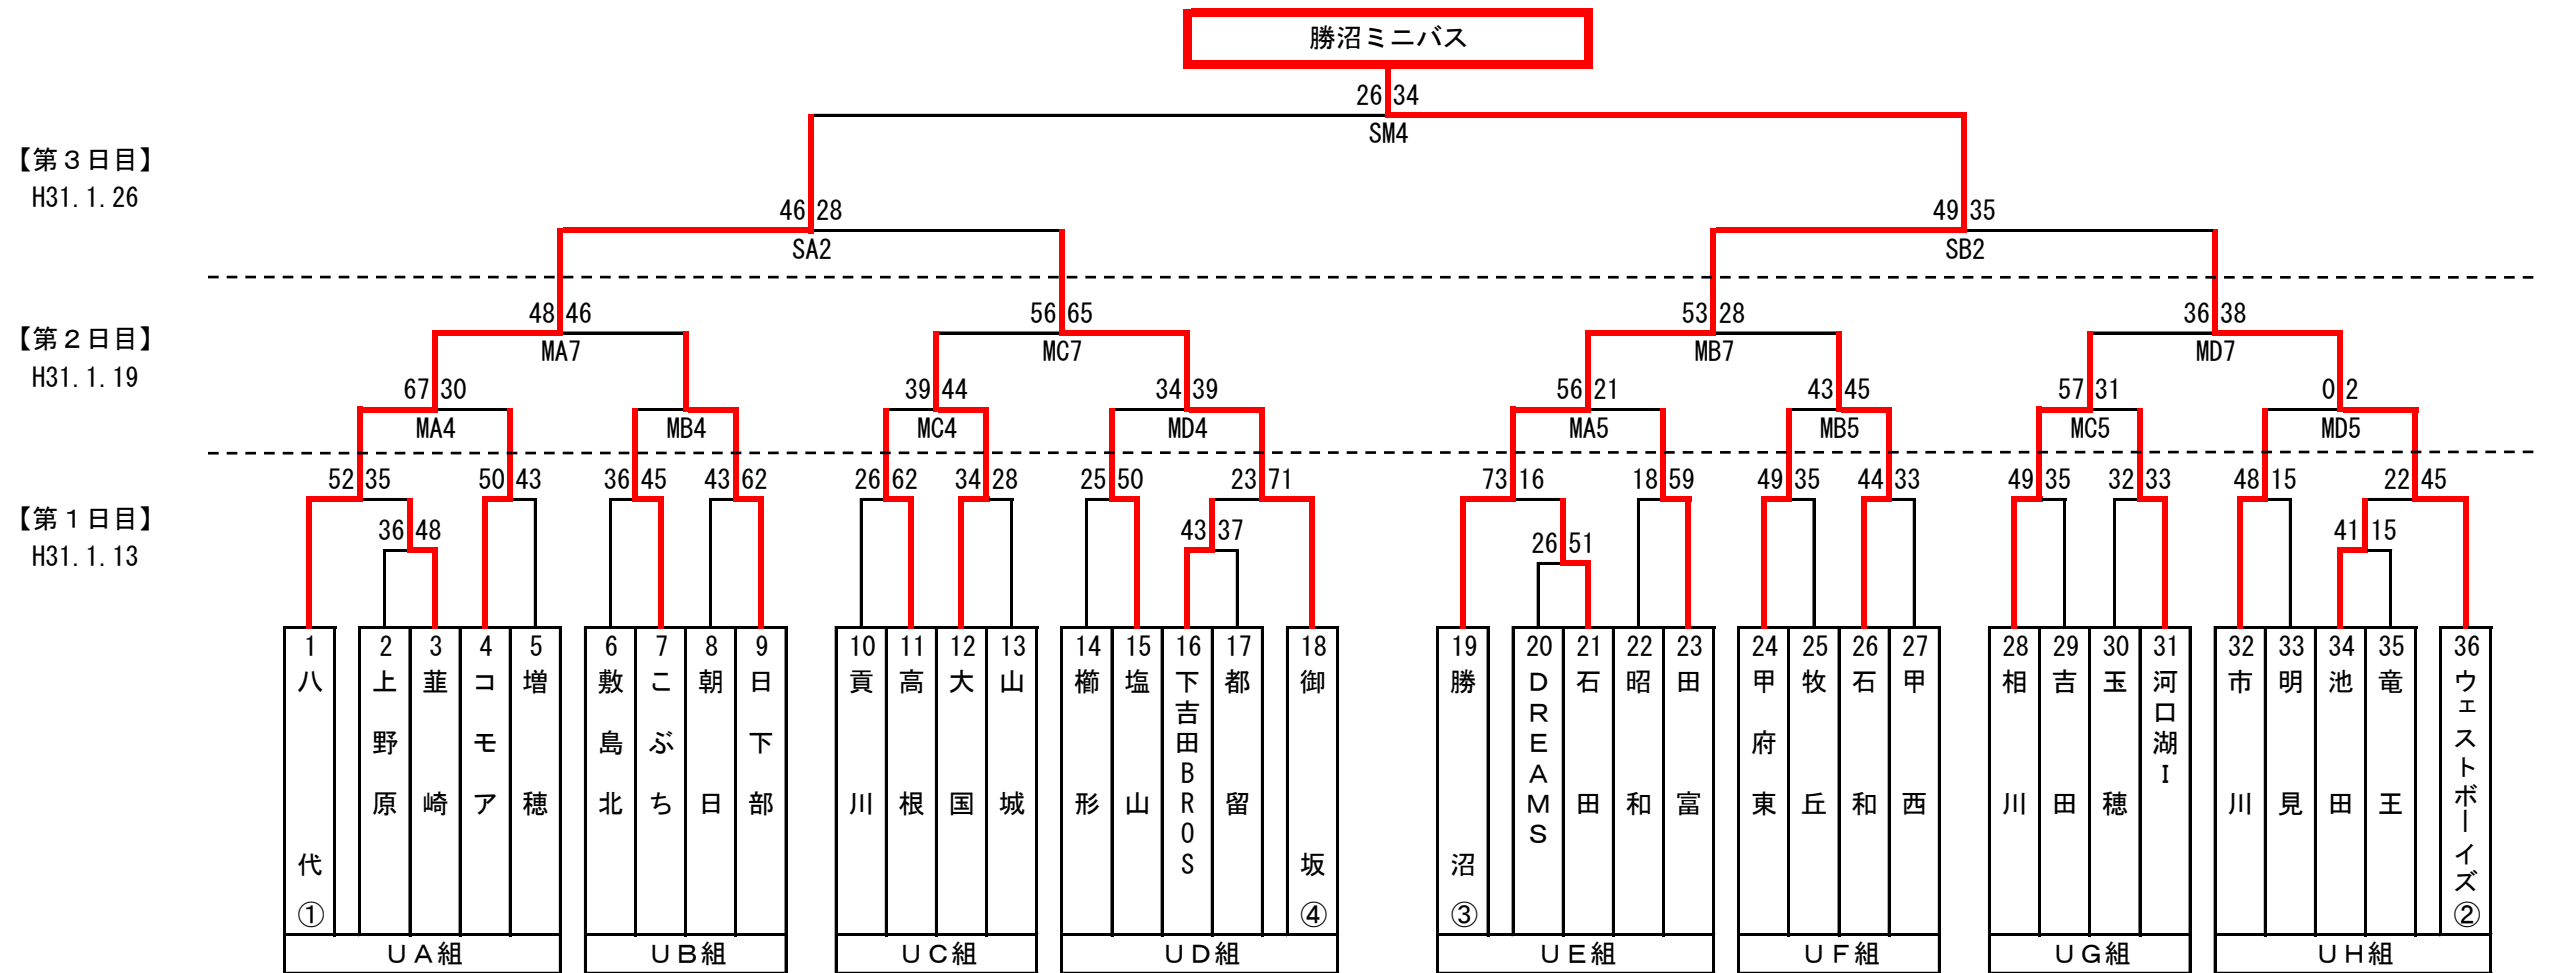 勝沼ミニバス
26 34
SM4
【第３日目】
H31.1.26
46 28
SA2
49 35
SB2
【第２日目】
H31.1.19
48 46
MA7
56 65
MC7
53 28
MB7
36 38
MD7
67 30
MA4
MB4
39 44
MC4
34 39
MD4
56 21
MA5
43 45
MB5
57 31
MC5
0 2
MD5
【第１日目】
H31.1.13
52 35
50 43
36 45
43 62
26 62
34 28
25 50
23 71
73 16
18 59
49 35
44 33
49 35
32 33
48 15
22 45
36 48
43 37
26 51
41 15
1 八代①
2 上野原
3 韮崎
4 コモア
5 増穂
6 敷島北
7 こぶち
8 朝日
9 日下部
10 貢川
11 高根
12 大国
13 山城
14 櫛形
15 塩山
16 下吉田BROS
17 都留
18 御坂④
19 勝沼③
20 ＤＲＥＡＭＳ
21 石田
22 昭和
23 田富
24 甲府東
25 牧丘
26 石和
27 甲西
28 相川
29 吉田
30 玉穂
31 河口湖Ⅰ
32 市川
33 明見
34 池田
35 竜王
36 ウェストボーイズ②
ＵＡ組
ＵＢ組
ＵＣ組
ＵＤ組
ＵＥ組
ＵＦ組
ＵＧ組
ＵＨ組